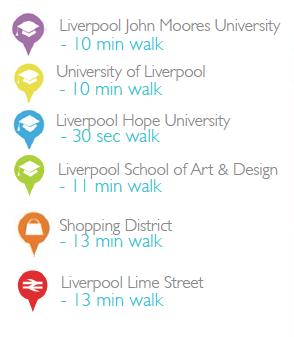 Liverpool John Moores University
- 10 min walk
University of Liverpool
- 10 min walk
Liverpool Hope University
- 30 sec walk
Liverpool School of Art & Design
- 11 min walk
Shopping District
- 13 min walk
Liverpool Lime Street
- 13 min walk